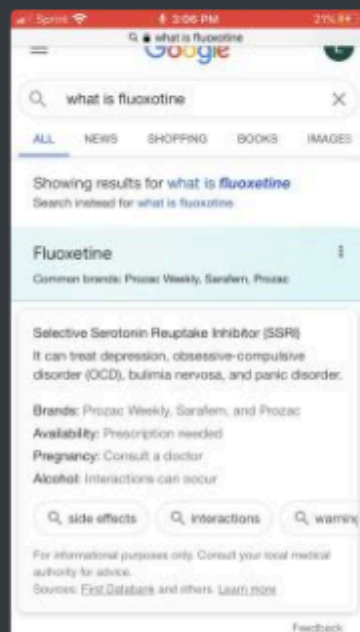 Sprint 3:06 PM 21%
what is fluoxotine
Google
what is fluoxotine
ALL NEWS SHOPPING BOOKS IMAGES
Showing results for what is fluoxetine
Search instead for what is fluoxotine
Fluoxetine
Common brands: Prozac Weekly, Sarafem, Prozac
Selective Serotonin Reuptake Inhibitor (SSRI)
It can treat depression, obsessive-compulsive
disorder (OCD), bulimia nervosa, and panic disorder.
Brands: Prozac Weekly, Sarafem, and Prozac
Availability: Prescription needed
Pregnancy: Consult a doctor
Alcohol: Interactions can occur
side effects interactions warning
For informational purposes only. Consult your local medical
authority for advice.
Sources: First Databank and others. Learn more
Feedback